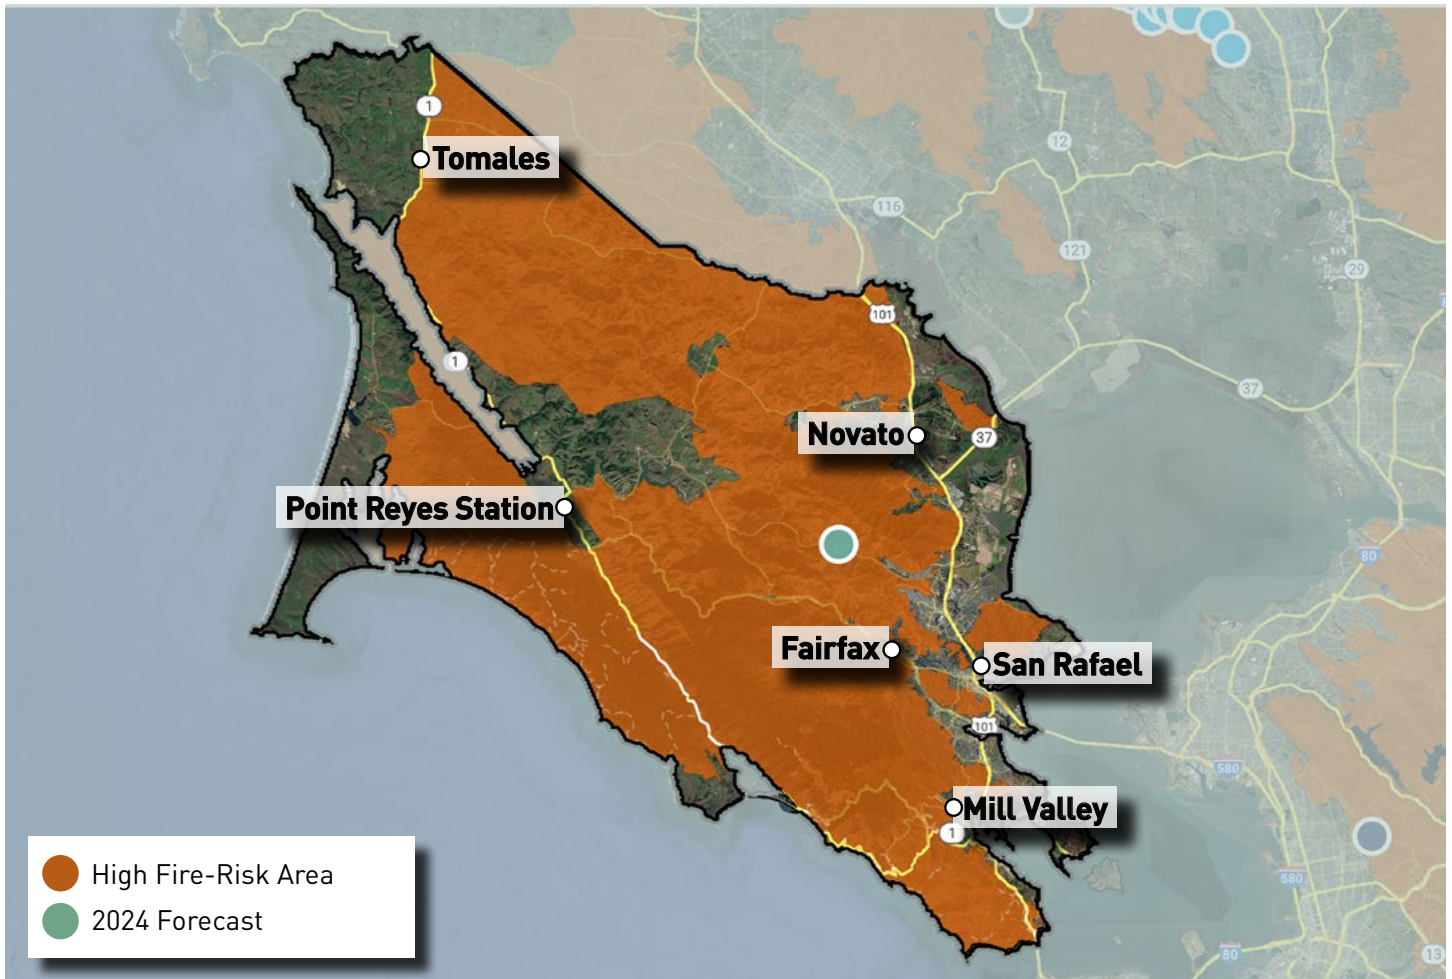 12
1
Tomales
116
121
29
101
1
37
Novato
37
Point Reyes Station
80
Fairfax
San Rafael
101
580
Mill Valley
1
High Fire-Risk Area
580
2024 Forecast
80
13